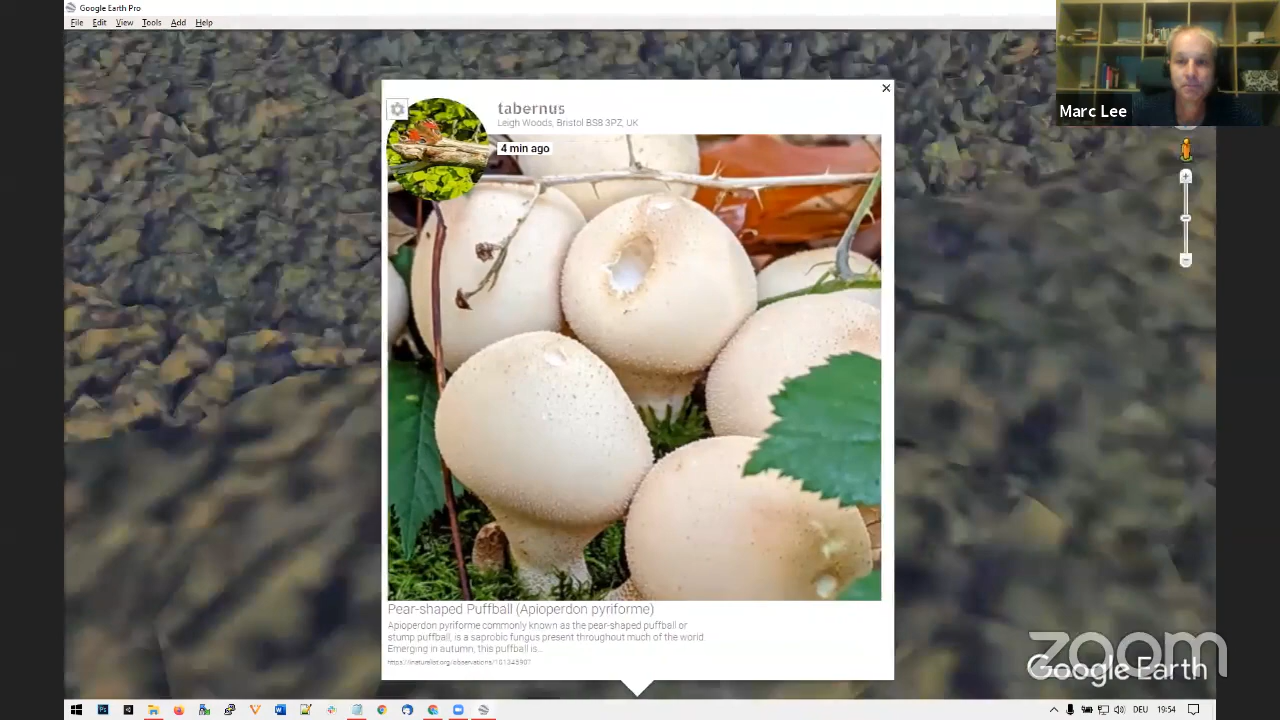 Google Earth Pro
File Edit View Tools Add Help
Marc Lee
tabernus
Leigh Woods, Bristol BS8 3PZ, UK
4 min ago
Pear-shaped Puffball (Apioperdon pyriforme)
Apioperdon pyriforme commonly known as the pear-shaped puffball or
stump puffball, is a saprobic fungus present throughout much of the world.
Emerging in autumn, this puffball is...
zoom
Google Earth
DEU 19:54